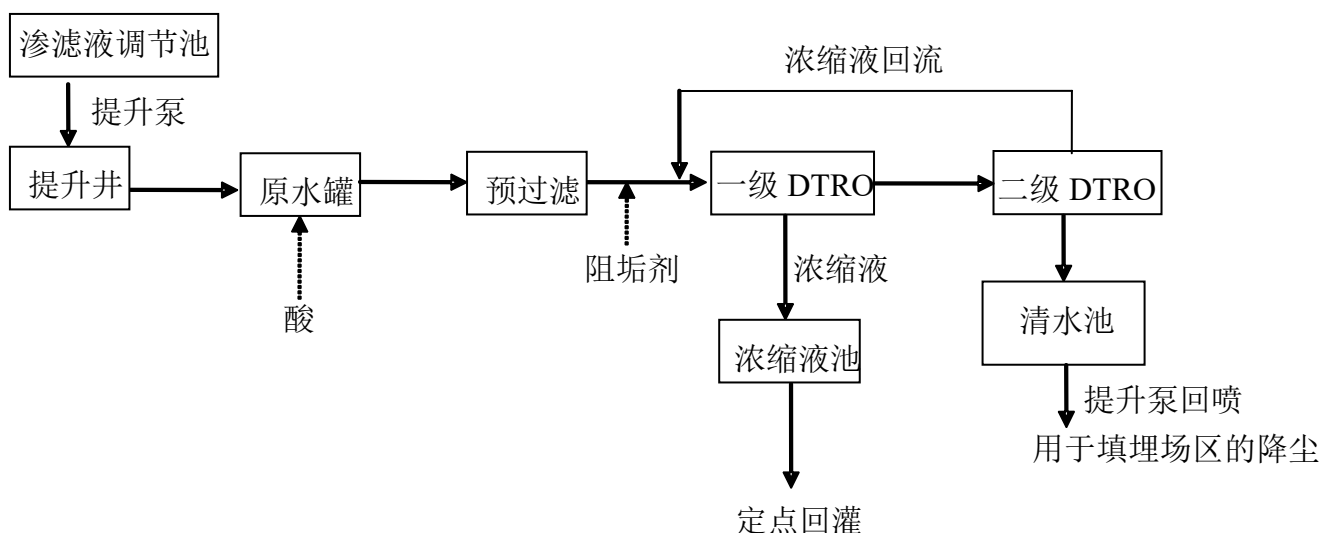 渗滤液调节池
浓缩液回流
提升泵
提升井
原水罐
预过滤
一级 DTRO
二级 DTRO
阻垢剂
浓缩液
酸
清水池
浓缩液池
提升泵回喷
用于填埋场区的降尘
定点回灌